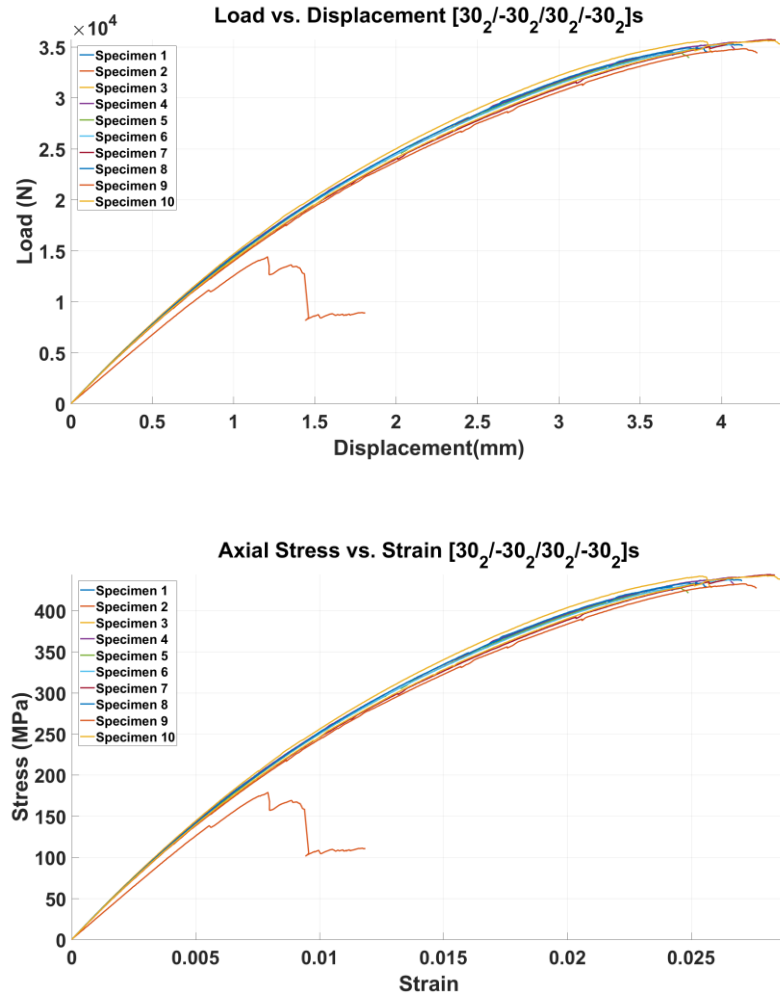 Load vs. Displacement [30₂/-30₂/30₂/-30₂]s
×10⁴
3.5
3
2.5
2
1.5
1
0.5
0
Load (N)
Specimen 1
Specimen 2
Specimen 3
Specimen 4
Specimen 5
Specimen 6
Specimen 7
Specimen 8
Specimen 9
Specimen 10
0 0.5 1 1.5 2 2.5 3 3.5 4
Displacement(mm)
Axial Stress vs. Strain [30₂/-30₂/30₂/-30₂]s
400
350
300
250
200
150
100
50
0
Stress (MPa)
Specimen 1
Specimen 2
Specimen 3
Specimen 4
Specimen 5
Specimen 6
Specimen 7
Specimen 8
Specimen 9
Specimen 10
0 0.005 0.01 0.015 0.02 0.025
Strain